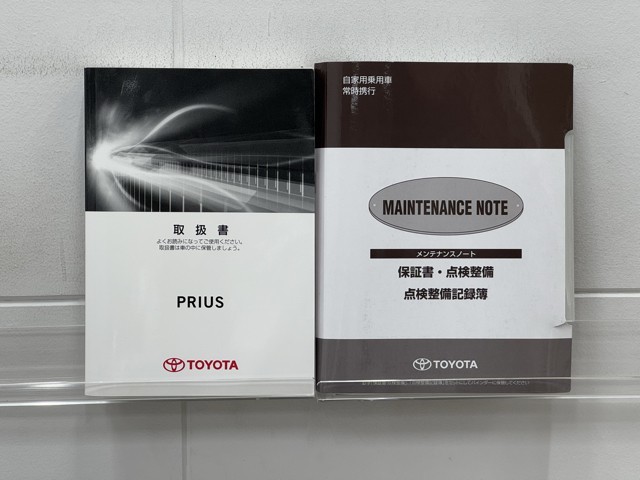 取扱書
よくお読みになってご使用ください。
取扱書は車の中に保管しましょう。
PRIUS
TOYOTA
自家用乗用車
常時携行
MAINTENANCE NOTE
メンテナンスノート
保証書・点検整備
点検整備記録簿
TOYOTA